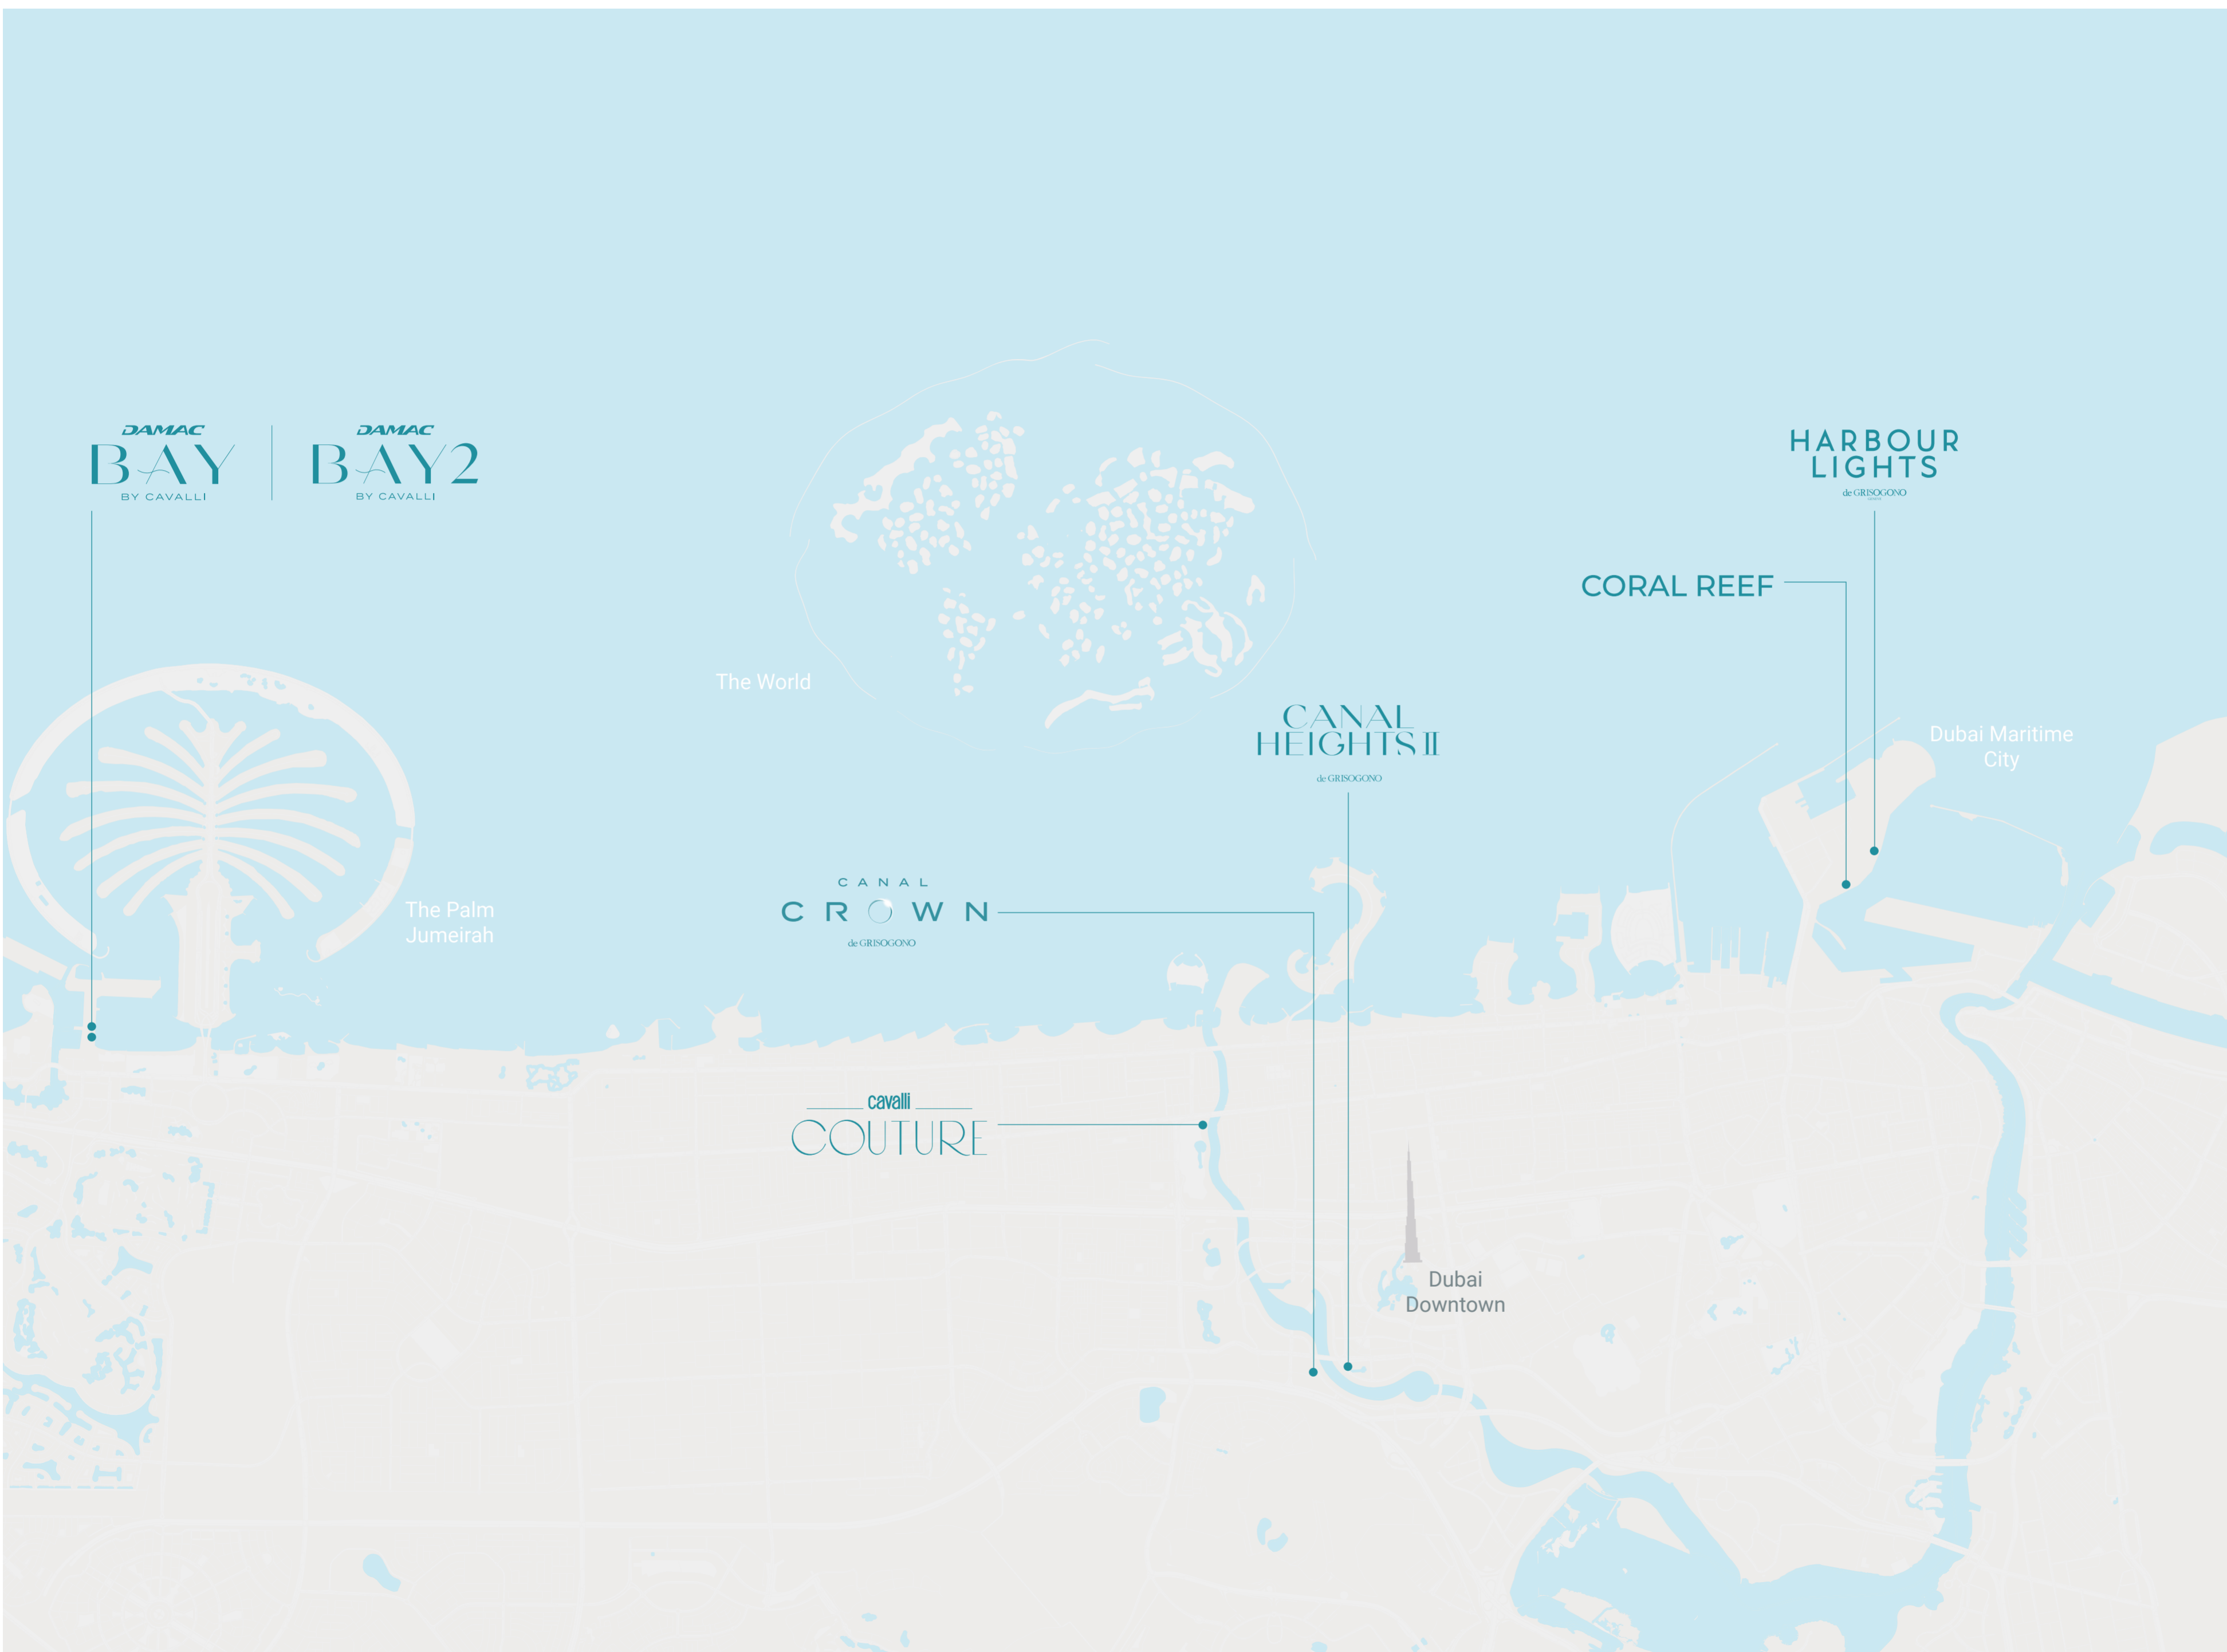 DAMAC
BAY
BY CAVALLI
DAMAC
BAY2
BY CAVALLI
HARBOUR
LIGHTS
de GRISOGONO
CORAL REEF
The World
CANAL
HEIGHTS II
de GRISOGONO
Dubai Maritime
City
CANAL
CROWN
de GRISOGONO
The Palm
Jumeirah
cavalli
COUTURE
Dubai
Downtown